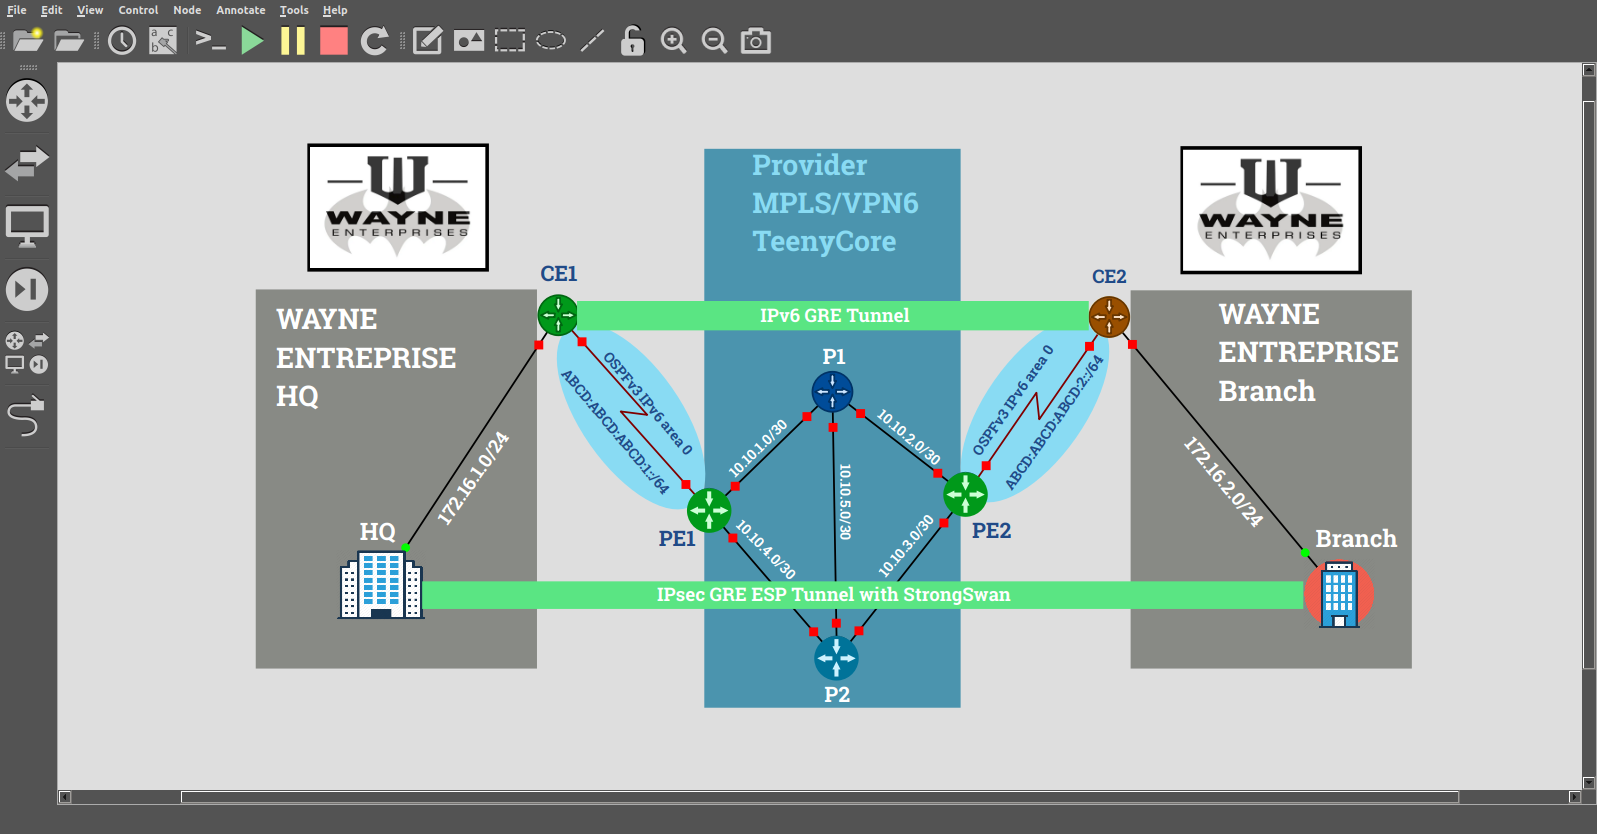 File Edit View Control Node Annotate Tools Help
a c
b
>_
WAYNE
ENTERPRISES
Provider
MPLS/VPN6
TeenyCore
WAYNE
ENTERPRISES
CE1
CE2
WAYNE
ENTREPRISE
HQ
IPv6 GRE Tunnel
WAYNE
ENTREPRISE
Branch
P1
OSPFv3 IPv6 area 0
ABCD:ABCD:ABCD:1::/64
OSPFv3 IPv6 area 0
ABCD:ABCD:ABCD:2::/64
172.16.1.0/24
10.10.1.0/30
10.10.2.0/30
10.10.5.0/30
172.16.2.0/24
HQ
PE1
PE2
Branch
10.10.4.0/30
10.10.3.0/30
IPsec GRE ESP Tunnel with StrongSwan
P2